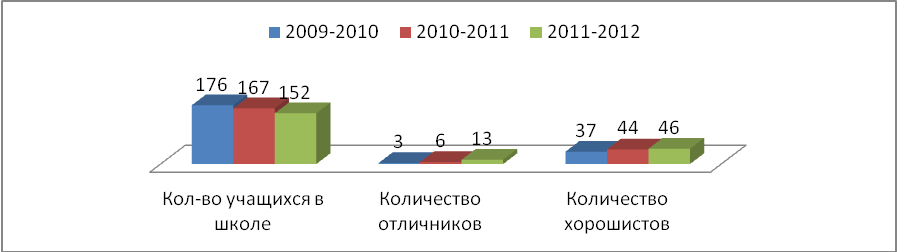 2009-2010 2010-2011 2011-2012
176 167 152
3 6 13
37 44 46
Кол-во учащихся в
школе
Количество
отличников
Количество
хорошистов